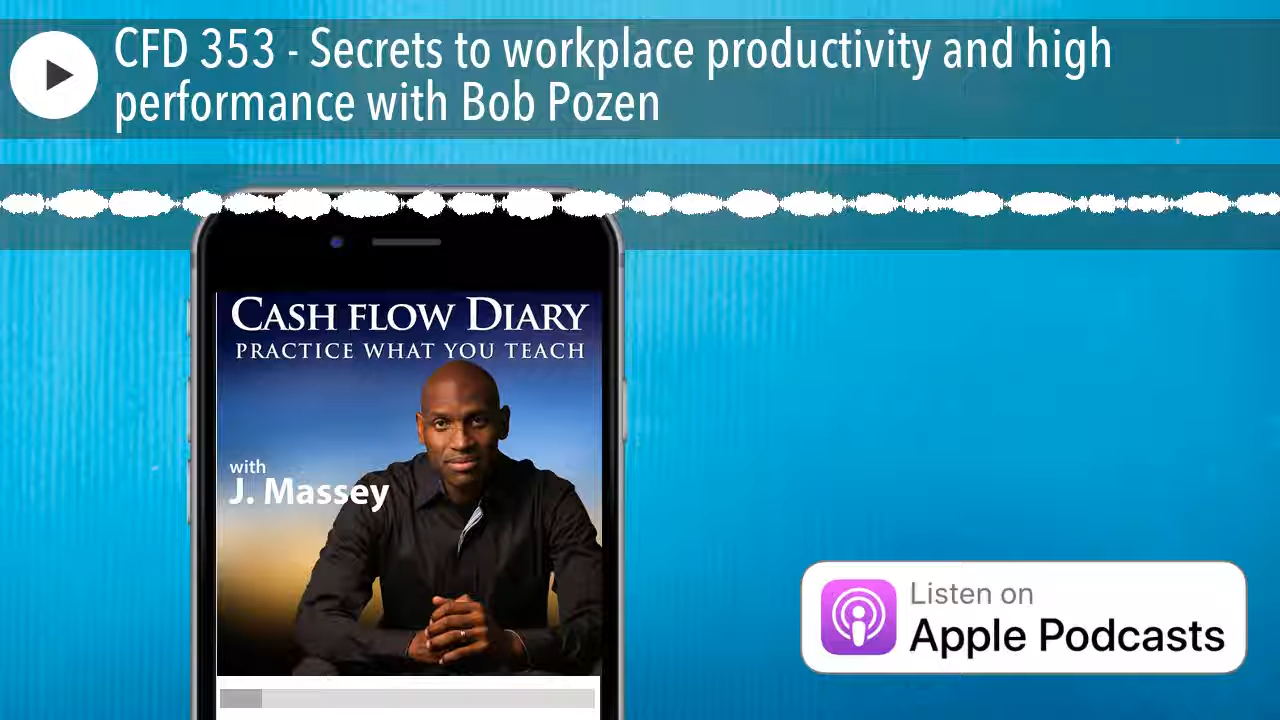 CFD 353 - Secrets to workplace productivity and high
performance with Bob Pozen
CASH FLOW DIARY
PRACTICE WHAT YOU TEACH
with
J. Massey
Listen on
Apple Podcasts